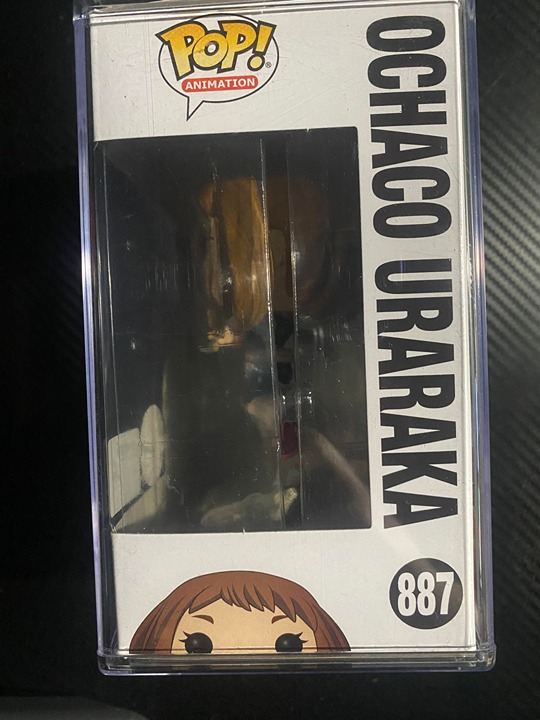 POP!
®
ANIMATION
OCHACO URARAKA
887